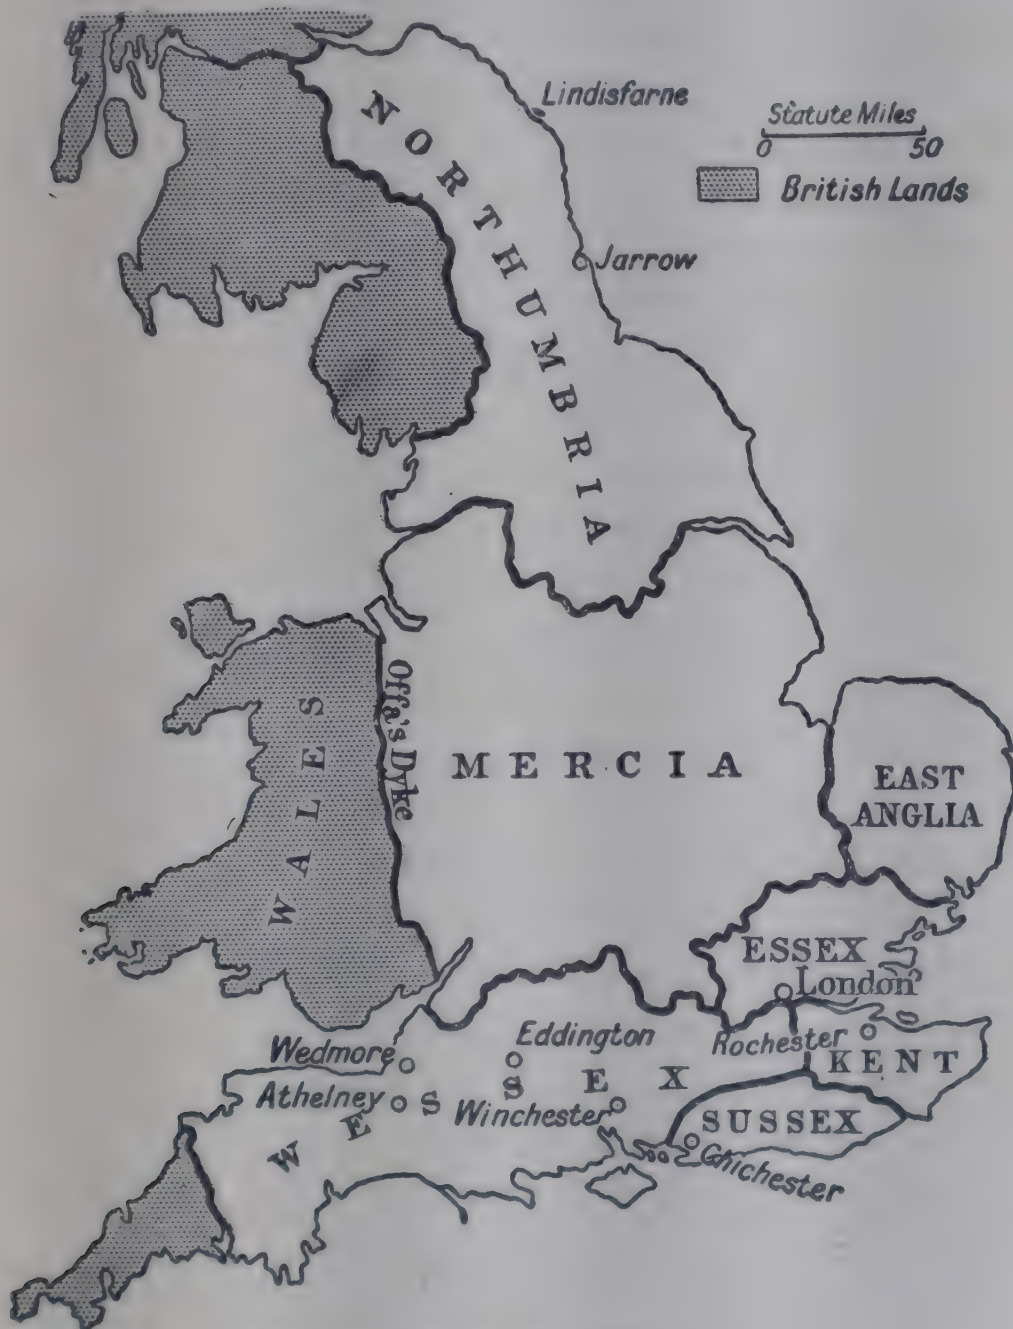 Lindisfarne
Statute Miles
0 50
British Lands
NORTHUMBRIA
Jarrow
Offa's Dyke
WALES
MERCIA
EAST
ANGLIA
ESSEX
London
Eddington
Rochester
Wedmore
KENT
Athelney
WESSEX
Winchester
SUSSEX
Chichester